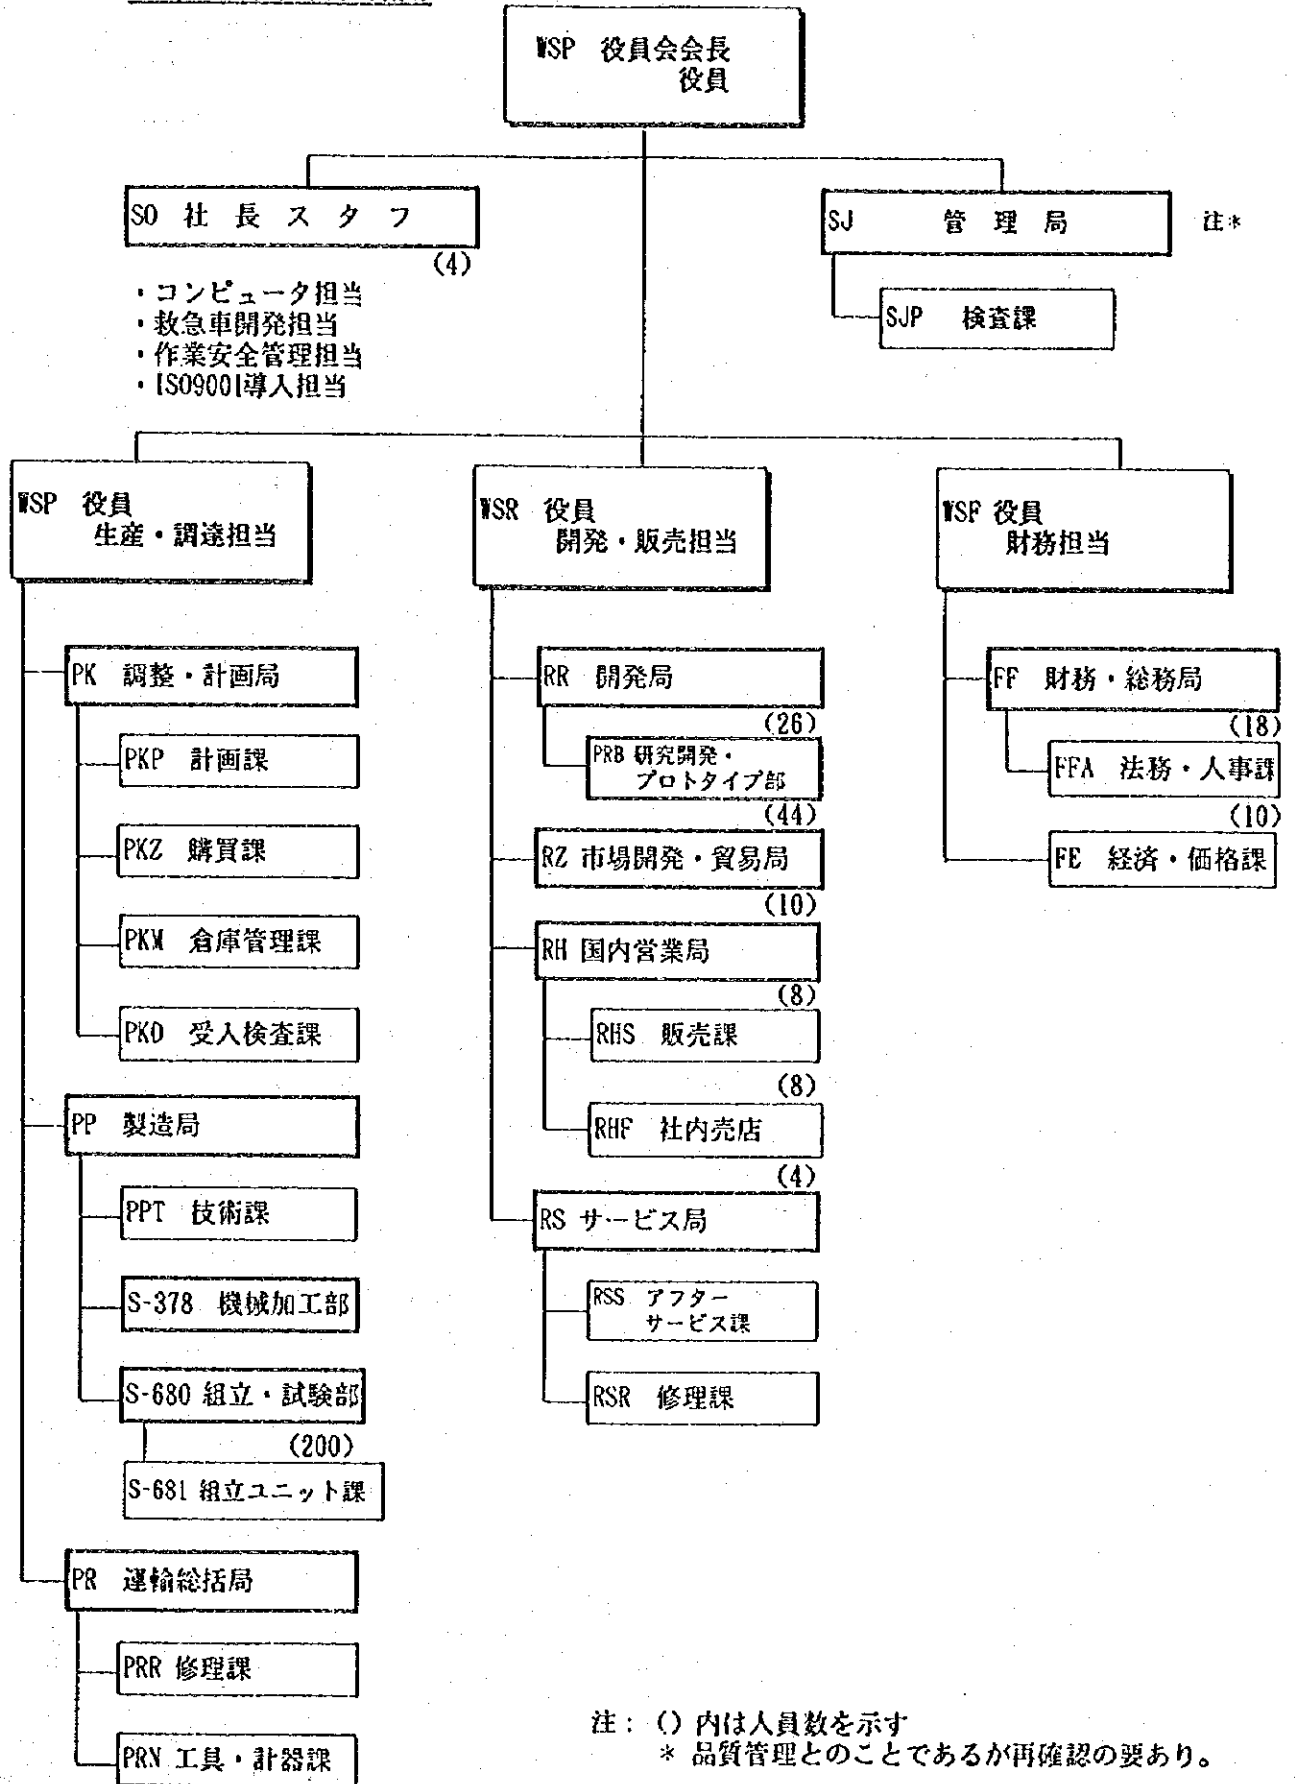 WSP 役員会会長
役員
SO 社長スタフ
(4)
・コンピュータ担当
・救急車開発担当
・作業安全管理担当
・ISO9001導入担当
SJ 管理局
注*
SJP 検査課
WSP 役員
生産・調達担当
PK 調整・計画局
PKP 計画課
PKZ 購買課
PKM 倉庫管理課
PKD 受入検査課
PP 製造局
PPT 技術課
S-378 機械加工部
S-680 組立・試験部
(200)
S-681 組立ユニット課
PR 運輸総括局
PRR 修理課
PRN 工具・計器課
WSR 役員
開発・販売担当
RR 開発局
(26)
PRB 研究開発・
プロトタイプ部
(44)
RZ 市場開発・貿易局
(10)
RH 国内営業局
(8)
RHS 販売課
(8)
RHF 社内売店
(4)
RS サービス局
RSS アフター
サービス課
RSR 修理課
WSF 役員
財務担当
FF 財務・総務局
(18)
FFA 法務・人事課
(10)
FE 経済・価格課
注：() 内は人員数を示す
* 品質管理とのことであるが再確認の要あり。